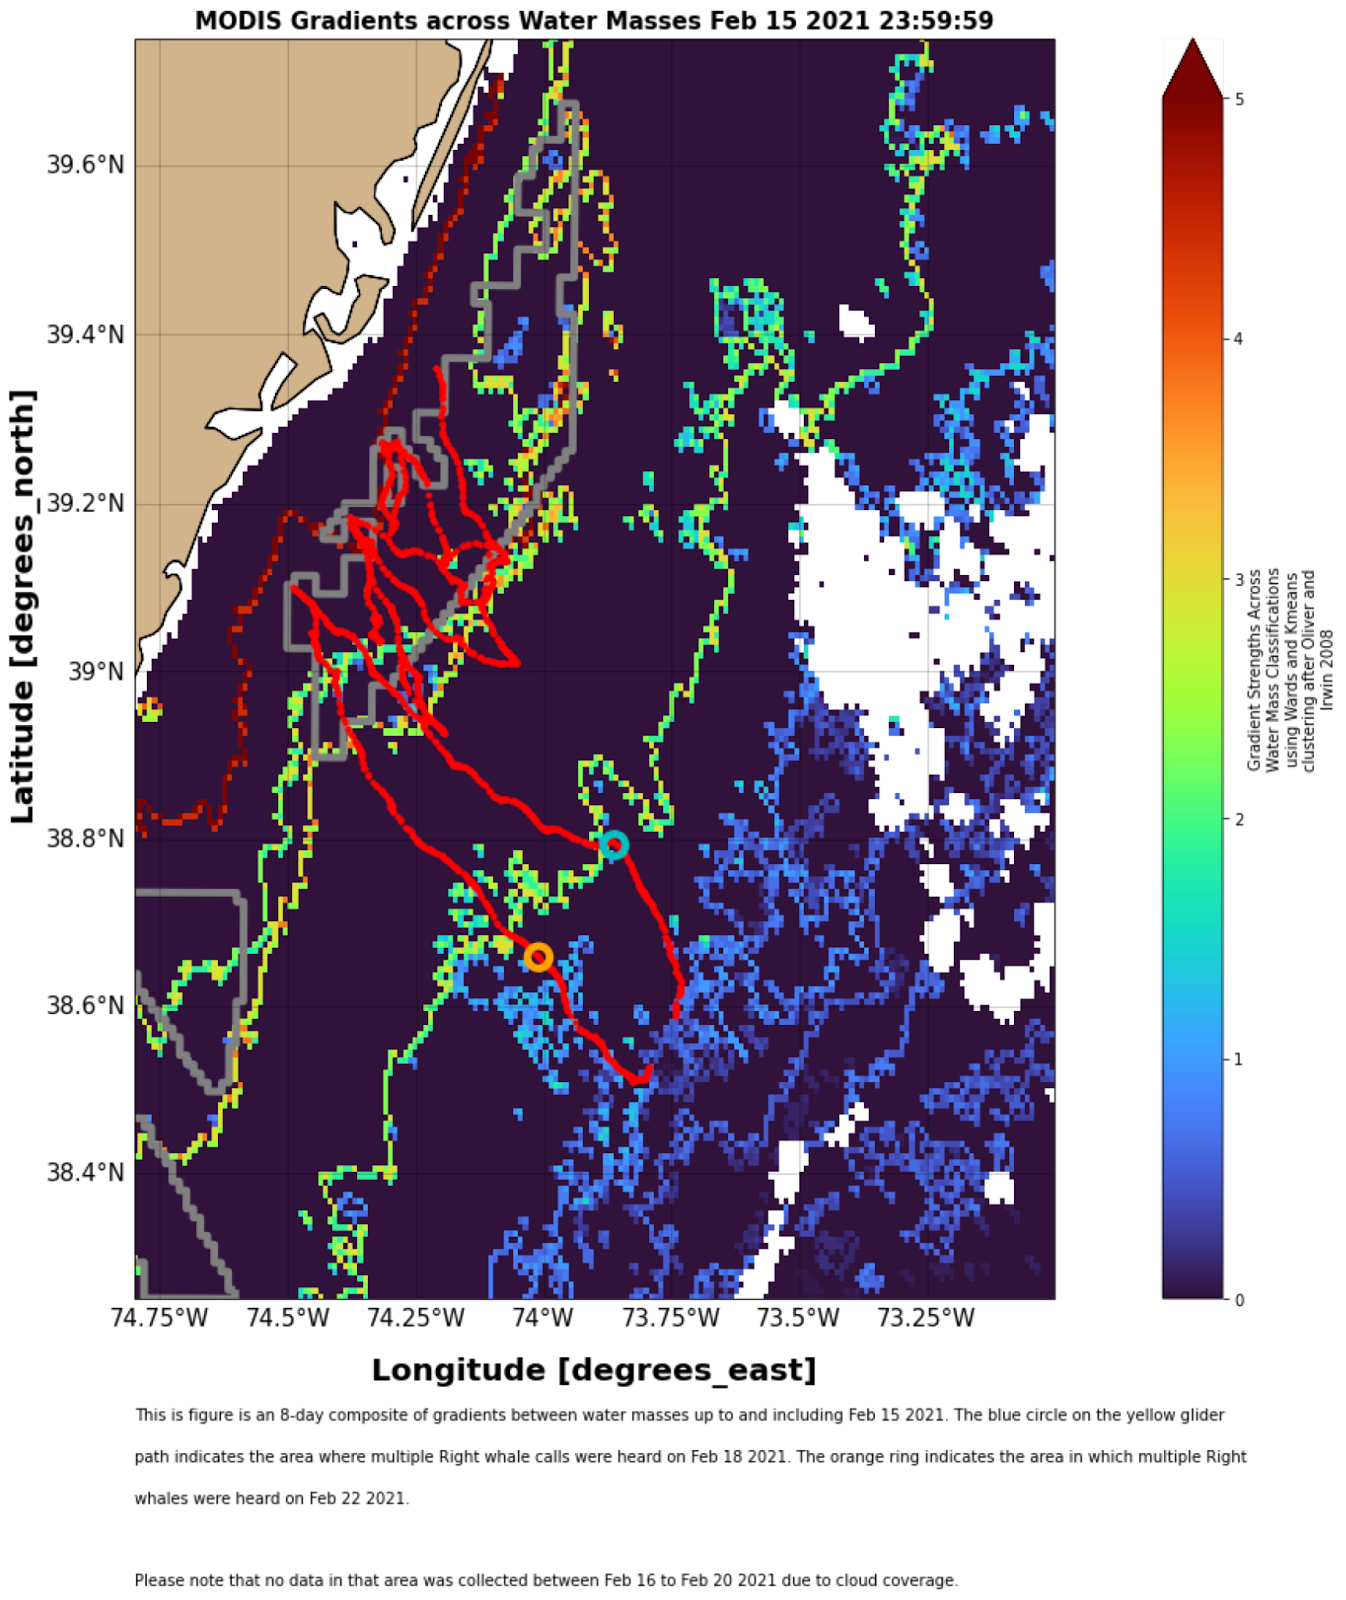 MODIS Gradients across Water Masses Feb 15 2021 23:59:59
39.6°N
39.4°N
39.2°N
39°N
38.8°N
38.6°N
38.4°N
Latitude [degrees_north]
74.75°W 74.5°W 74.25°W 74°W 73.75°W 73.5°W 73.25°W
Longitude [degrees_east]
5
4
3
2
1
0
Gradient Strengths Across
Water Mass Classifications
using Wards and Kmeans
clustering after Oliver and
Irwin 2008
This is figure is an 8-day composite of gradients between water masses up to and including Feb 15 2021. The blue circle on the yellow glider
path indicates the area where multiple Right whale calls were heard on Feb 18 2021. The orange ring indicates the area in which multiple Right
whales were heard on Feb 22 2021.
Please note that no data in that area was collected between Feb 16 to Feb 20 2021 due to cloud coverage.